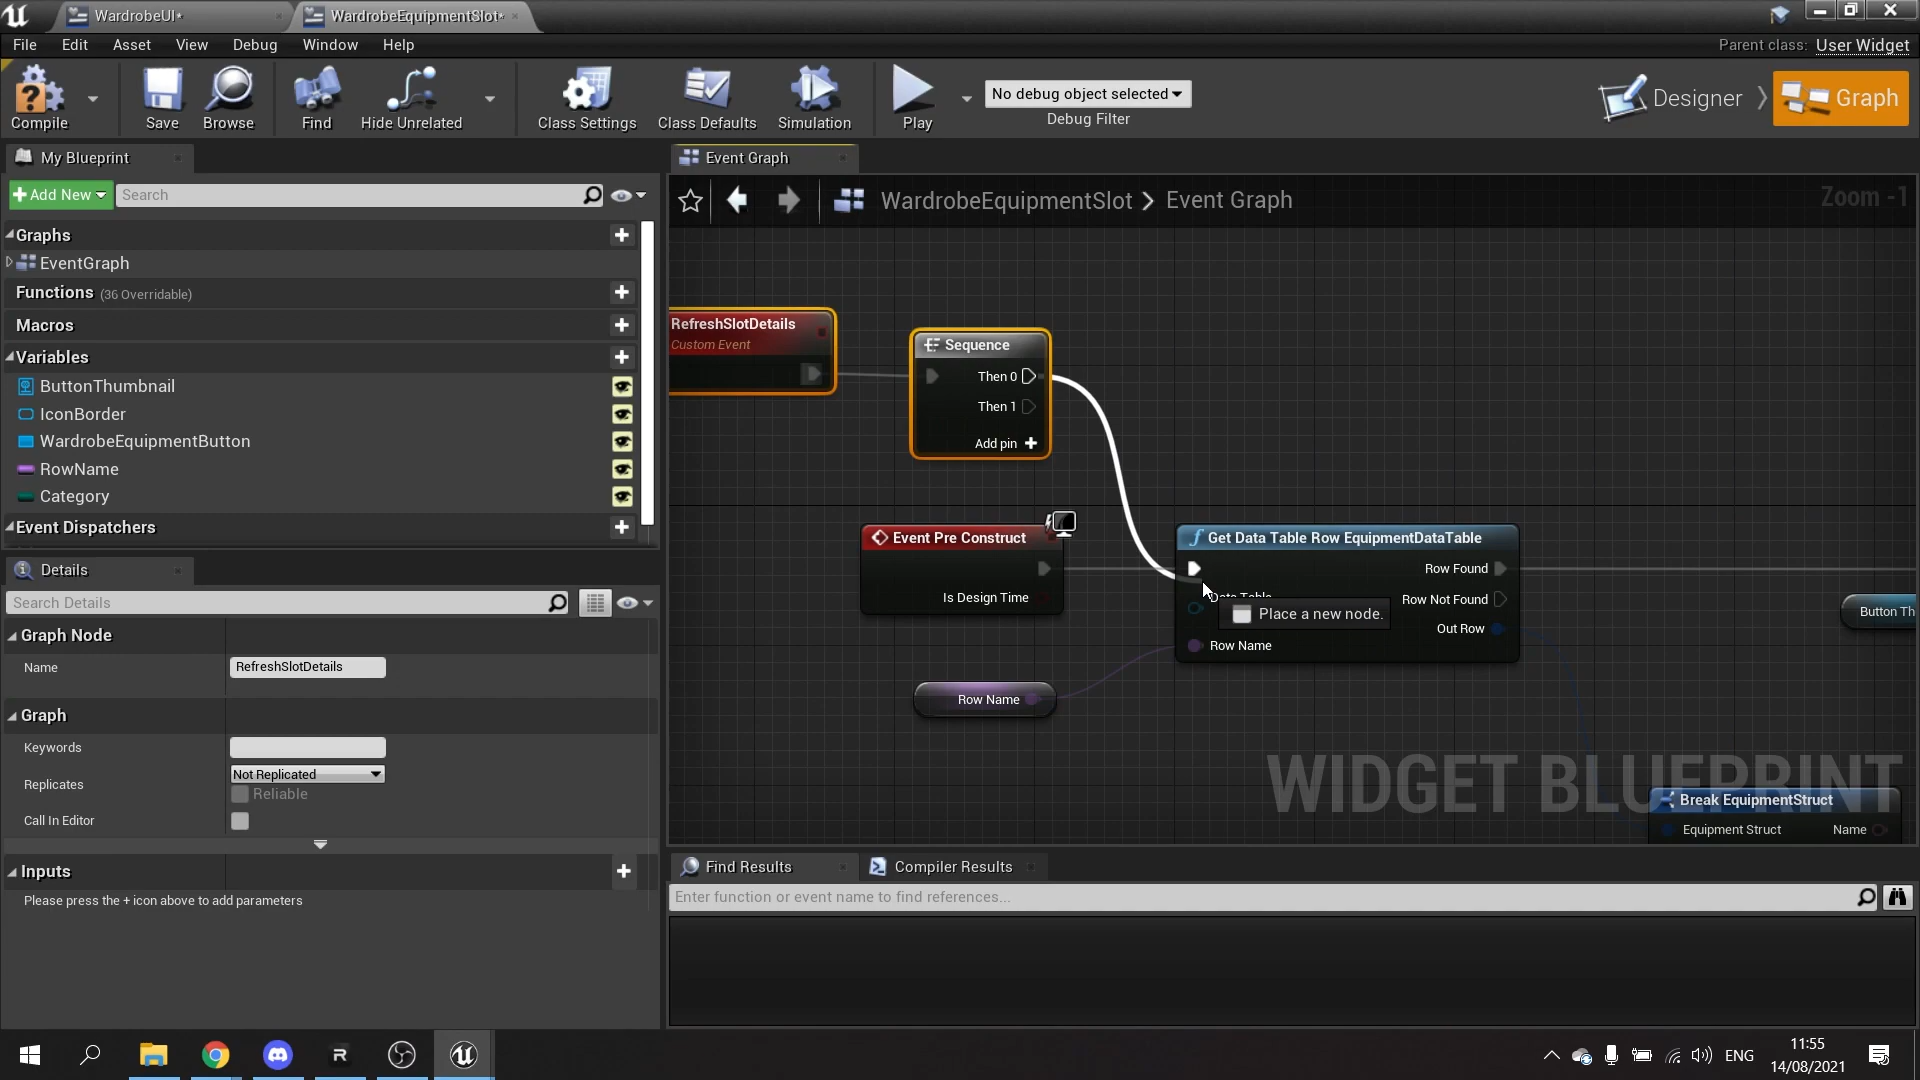 WardrobeUI*
WardrobeEquipmentSlot*
File Edit Asset View Debug Window Help
Parent class: User Widget
Compile
Save
Browse
Find
Hide Unrelated
Class Settings
Class Defaults
Simulation
Play
No debug object selected
Debug Filter
Designer
Graph
My Blueprint
Add New
Search
Graphs
EventGraph
Functions (36 Overridable)
Macros
Variables
ButtonThumbnail
IconBorder
WardrobeEquipmentButton
RowName
Category
Event Dispatchers
Details
Search Details
Graph Node
Name RefreshSlotDetails
Graph
Keywords
Replicates Not Replicated
Reliable
Call In Editor
Inputs
Please press the + icon above to add parameters
Event Graph
WardrobeEquipmentSlot > Event Graph
Zoom -1
RefreshSlotDetails
Custom Event
Sequence
Then 0
Then 1
Add pin
Event Pre Construct
Is Design Time
Row Name
Get Data Table Row EquipmentDataTable
Row Found
Data Table
Row Not Found
Place a new node.
Out Row
Row Name
Button Th
WIDGET BLUEPRINT
Break EquipmentStruct
Equipment Struct Name
Find Results
Compiler Results
Enter function or event name to find references...
ENG
11:55
14/08/2021